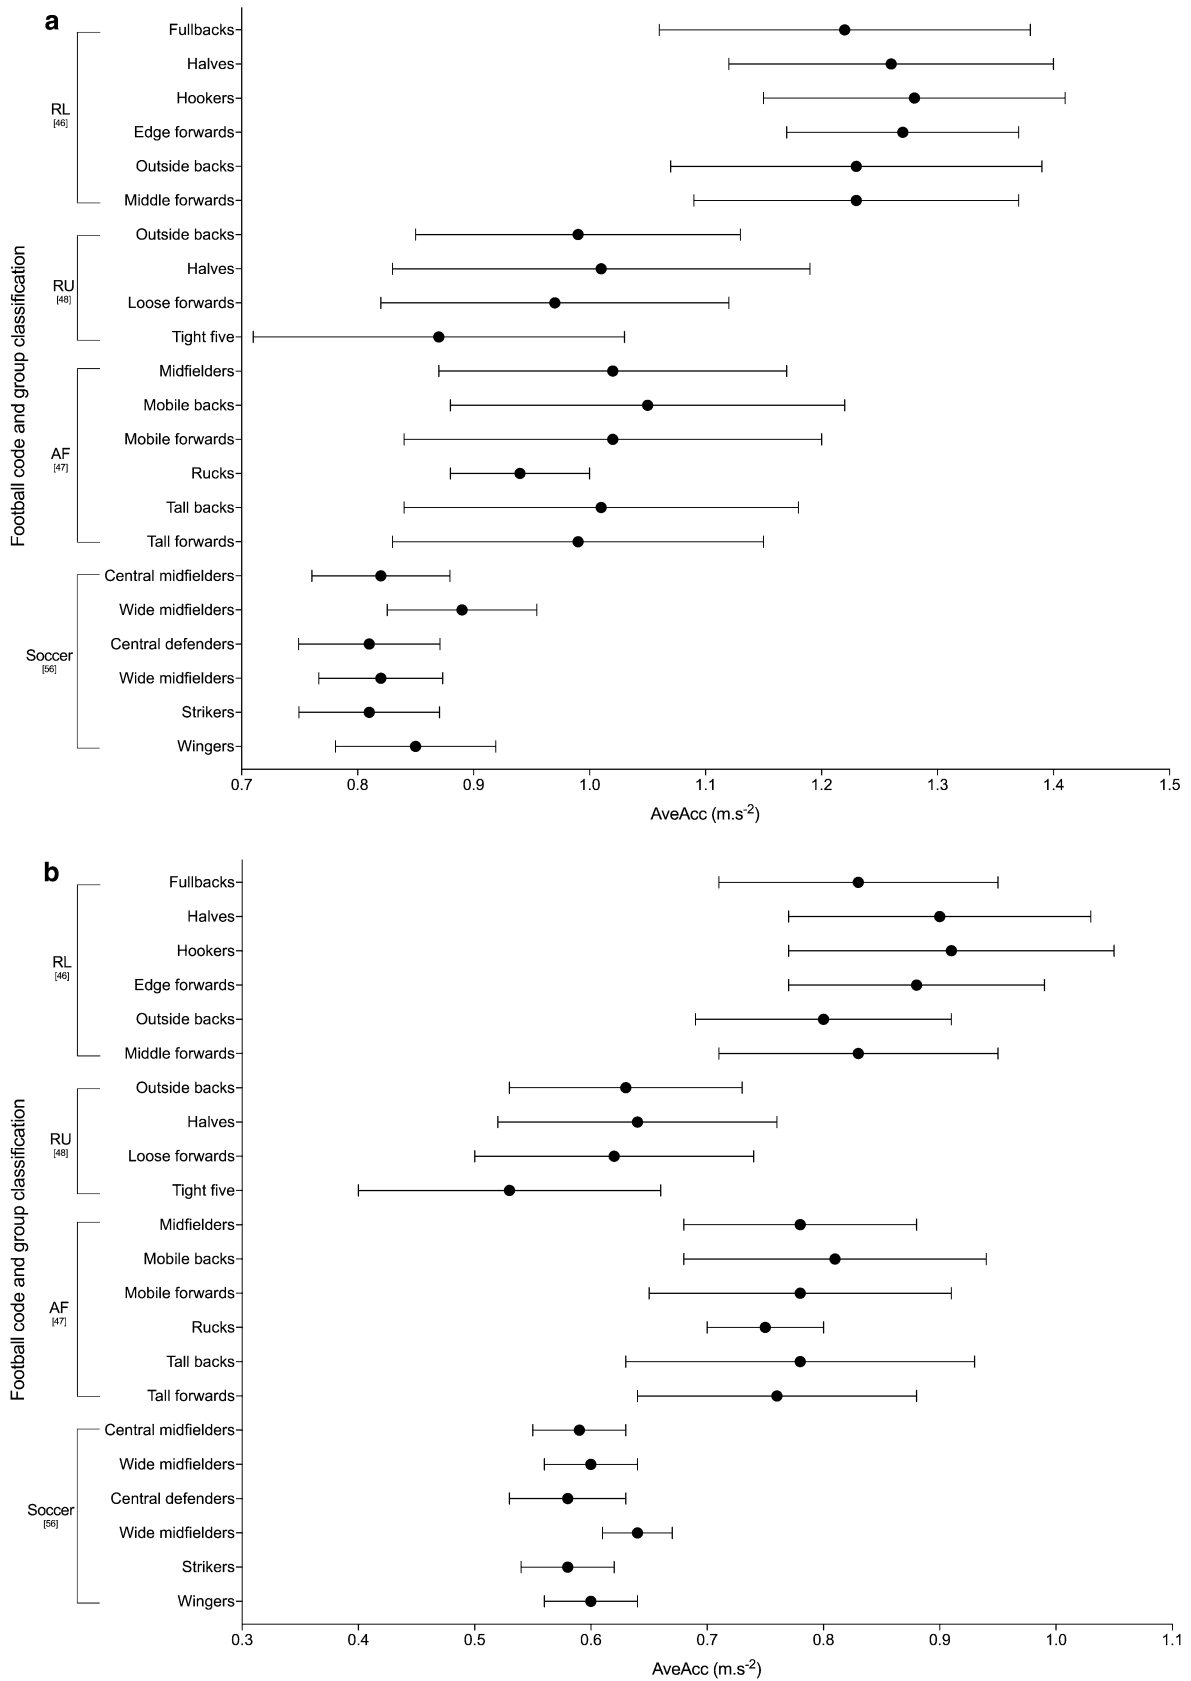 a
Football code and group classification
RL
[46]
Fullbacks
Halves
Hookers
Edge forwards
Outside backs
Middle forwards
RU
[48]
Outside backs
Halves
Loose forwards
Tight five
AF
[47]
Midfielders
Mobile backs
Mobile forwards
Rucks
Tall backs
Tall forwards
Soccer
[56]
Central midfielders
Wide midfielders
Central defenders
Wide midfielders
Strikers
Wingers
0.7 0.8 0.9 1.0 1.1 1.2 1.3 1.4 1.5
AveAcc (m.s-2)
b
Football code and group classification
RL
[46]
Fullbacks
Halves
Hookers
Edge forwards
Outside backs
Middle forwards
RU
[48]
Outside backs
Halves
Loose forwards
Tight five
AF
[47]
Midfielders
Mobile backs
Mobile forwards
Rucks
Tall backs
Tall forwards
Soccer
[56]
Central midfielders
Wide midfielders
Central defenders
Wide midfielders
Strikers
Wingers
0.3 0.4 0.5 0.6 0.7 0.8 0.9 1.0 1.1
AveAcc (m.s-2)